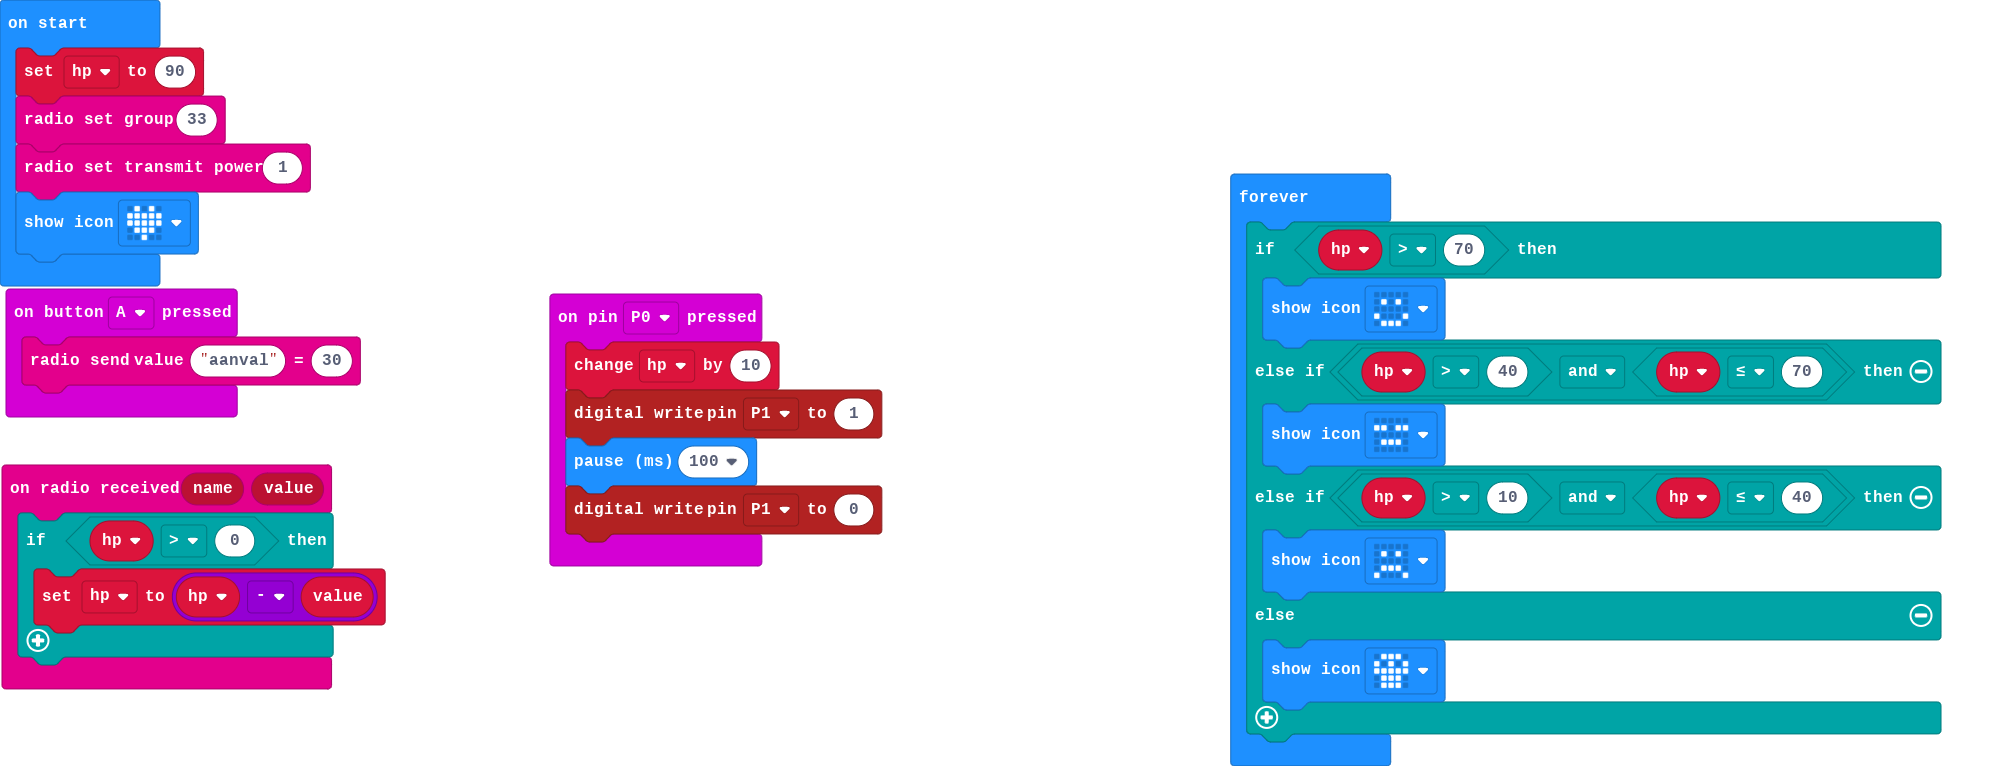 on start
set hp to 90
radio set group 33
radio set transmit power 1
show icon
on button A pressed
radio send value "aanval" = 30
on radio received name value
if hp > 0 then
set hp to hp - value
on pin P0 pressed
change hp by 10
digital write pin P1 to 1
pause (ms) 100
digital write pin P1 to 0
forever
if hp > 70 then
show icon
else if hp > 40 and hp ≤ 70 then
show icon
else if hp > 10 and hp ≤ 40 then
show icon
else
show icon